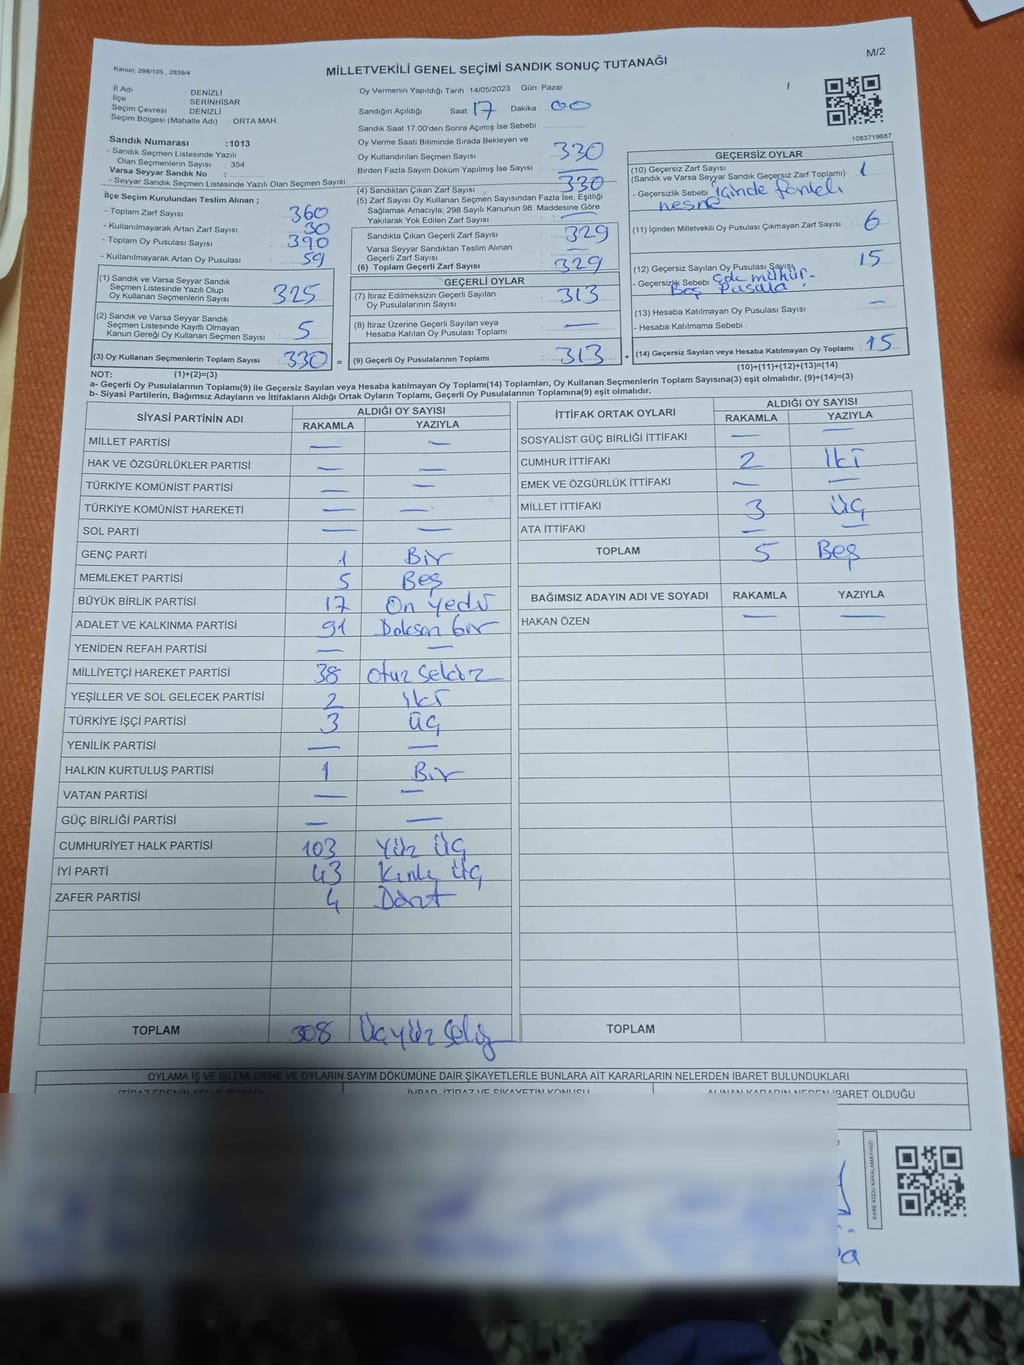 M/2
Kanun; 298/105 , 2839/4
MİLLETVEKİLİ GENEL SEÇİMİ SANDIK SONUÇ TUTANAĞI
İl Adı : DENİZLİ
İlçe : SERİNHİSAR
Seçim Çevresi : DENİZLİ
Seçim Bölgesi (Mahalle Adı) : ORTA MAH.
Sandık Numarası :1013
- Sandık Seçmen Listesinde Yazılı
Olan Seçmenlerin Sayısı : 354
Varsa Seyyar Sandık No :
- Seyyar Sandık Seçmen Listesinde Yazılı Olan Seçmen Sayısı:
İlçe Seçim Kurulundan Teslim Alınan ;
- Toplam Zarf Sayısı : 360
- Kullanılmayarak Artan Zarf Sayısı : 30
- Toplam Oy Pusulası Sayısı : 390
- Kullanılmayarak Artan Oy Pusulası : 59
(1) Sandık ve Varsa Seyyar Sandık
Seçmen Listesinde Yazılı Olup
Oy Kullanan Seçmenlerin Sayısı : 325
(2) Sandık ve Varsa Seyyar Sandık
Seçmen Listesinde Kayıtlı Olmayan
Kanun Gereği Oy Kullanan Seçmen Sayısı : 5
(3) Oy Kullanan Seçmenlerin Toplam Sayısı : 330 =
(1)+(2)=(3)
Oy Vermenin Yapıldığı Tarih 14/05/2023 Gün: Pazar
Sandığın Açıldığı Saat 17 Dakika 00
Sandık Saat 17:00'den Sonra Açımış İse Sebebi
Oy Verme Saati Bitiminde Sırada Bekleyen ve
Oy Kullandırılan Seçmen Sayısı : 330
Birden Fazla Sayım Döküm Yapılmış İse Sayısı :
(4) Sandıktan Çıkan Zarf Sayısı : 330
(5) Zarf Sayısı Oy Kullanan Seçmen Sayısından Fazla İse, Eşitliği
Sağlamak Amacıyla, 298 Sayılı Kanunun 98. Maddesine Göre
Yakılarak Yok Edilen Zarf Sayısı : —
Sandıkta Çıkan Geçerli Zarf Sayısı : 329
Varsa Seyyar Sandıktan Teslim Alınan
Geçerli Zarf Sayısı
(6) Toplam Geçerli Zarf Sayısı : 329
GEÇERLİ OYLAR
(7) İtiraz Edilmeksizin Geçerli Sayılan
Oy Pusulalarının Sayısı : 313
(8) İtiraz Üzerine Geçerli Sayılan veya
Hesaba Katılan Oy Pusulası Toplamı : —
(9) Geçerli Oy Pusulalarının Toplamı : 313 +
1083719687
GEÇERSİZ OYLAR
(10) Geçersiz Zarf Sayısı : 1
(Sandık ve Varsa Seyyar Sandık Geçersiz Zarf Toplamı)
- Geçersizlik Sebebi : içinde farklı
nesne
(11) İçinden Milletvekili Oy Pusulası Çıkmayan Zarf Sayısı : 6
(12) Geçersiz Sayılan Oy Pusulası Sayısı : 15
- Geçersizlik Sebebi mühür-
Boş Pusula.
(13) Hesaba Katılmayan Oy Pusulası Sayısı : —
- Hesaba Katılmama Sebebi :
(14) Geçersiz Sayılan veya Hesaba Katılmayan Oy Toplamı : 15
(10)+(11)+(12)+(13)=(14)
NOT:
a- Geçerli Oy Pusulalarının Toplamı(9) ile Geçersiz Sayılan veya Hesaba katılmayan Oy Toplamı(14) Toplamları, Oy Kullanan Seçmenlerin Toplam Sayısına(3) eşit olmalıdır. (9)+(14)=(3)
b- Siyasi Partilerin, Bağımsız Adayların ve İttifakların Aldığı Ortak Oyların Toplamı, Geçerli Oy Pusulalarının Toplamına(9) eşit olmalıdır.
SİYASİ PARTİNİN ADI ALDIĞI OY SAYISI
RAKAMLA YAZIYLA
MİLLET PARTİSİ — —
HAK VE ÖZGÜRLÜKLER PARTİSİ — —
TÜRKİYE KOMÜNİST PARTİSİ — —
TÜRKİYE KOMÜNİST HAREKETİ — —
SOL PARTİ — —
GENÇ PARTİ 1 Bir
MEMLEKET PARTİSİ 5 Beş
BÜYÜK BİRLİK PARTİSİ 17 On yedi
ADALET VE KALKINMA PARTİSİ 91 Doksan bir
YENİDEN REFAH PARTİSİ — —
MİLLİYETÇİ HAREKET PARTİSİ 38 otuz sekiz
YEŞİLLER VE SOL GELECEK PARTİSİ 2 iki
TÜRKİYE İŞÇİ PARTİSİ 3 üç
YENİLİK PARTİSİ — —
HALKIN KURTULUŞ PARTİSİ 1 Bir
VATAN PARTİSİ — —
GÜÇ BİRLİĞİ PARTİSİ — —
CUMHURİYET HALK PARTİSİ 103 Yüz üç
İYİ PARTİ 43 Kırk üç
ZAFER PARTİSİ 4 Dört
TOPLAM 308 Üçyüz sekiz
İTTİFAK ORTAK OYLARI ALDIĞI OY SAYISI
RAKAMLA YAZIYLA
SOSYALİST GÜÇ BİRLİĞİ İTTİFAKI — —
CUMHUR İTTİFAKI 2 iki
EMEK VE ÖZGÜRLÜK İTTİFAKI — —
MİLLET İTTİFAKI 3 üç
ATA İTTİFAKI — —
TOPLAM 5 Beş
BAĞIMSIZ ADAYIN ADI VE SOYADI RAKAMLA YAZIYLA
HAKAN ÖZEN — —
TOPLAM
OYLAMA İŞ VE İŞLEMLERİNE VE OYLARIN SAYIM DÖKÜMÜNE DAİR ŞİKAYETLERLE BUNLARA AİT KARARLARIN NELERDEN İBARET BULUNDUKLARI
İHBAR, İTİRAZ VE ŞİKAYETİN KONUSU ALINAN KARARIN NEDEN İBARET OLDUĞU
KARE KODU KARALAMAYINIZ!